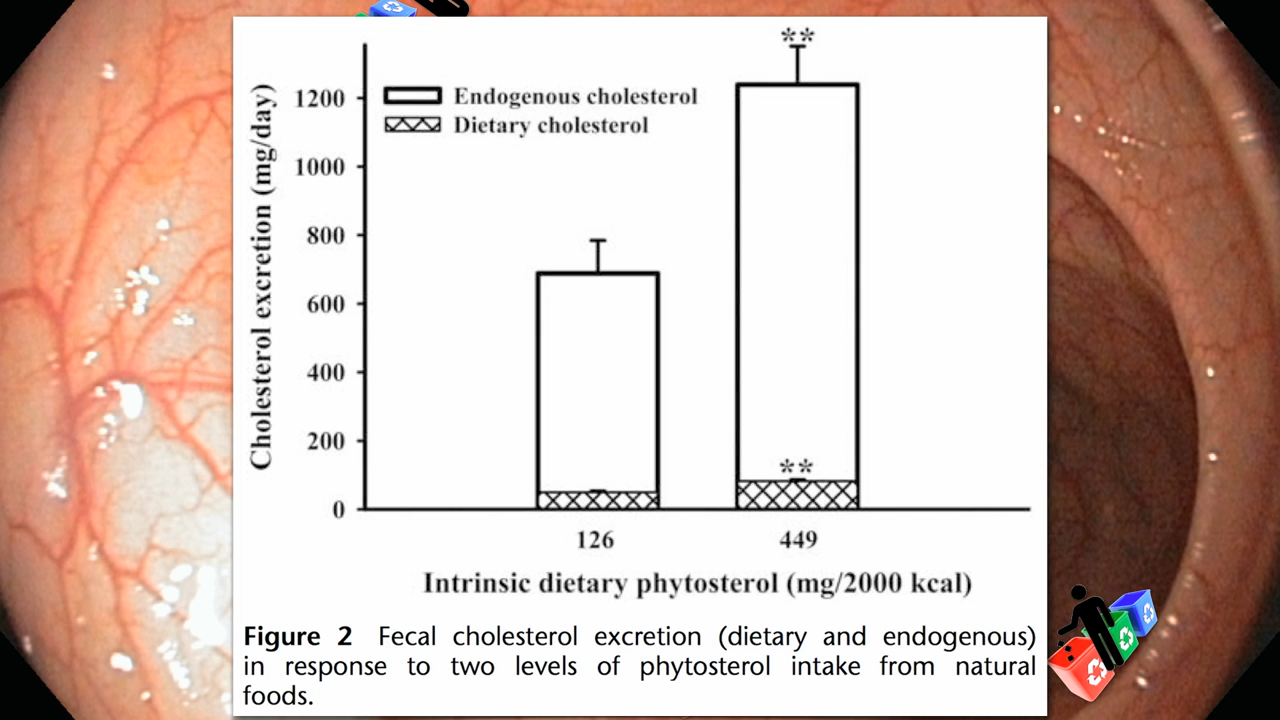 **
1200
Endogenous cholesterol
Dietary cholesterol
1000
800
600
400
200
0
**
Cholesterol excretion (mg/day)
126
449
Intrinsic dietary phytosterol (mg/2000 kcal)
Figure 2 Fecal cholesterol excretion (dietary and endogenous)
in response to two levels of phytosterol intake from natural
foods.